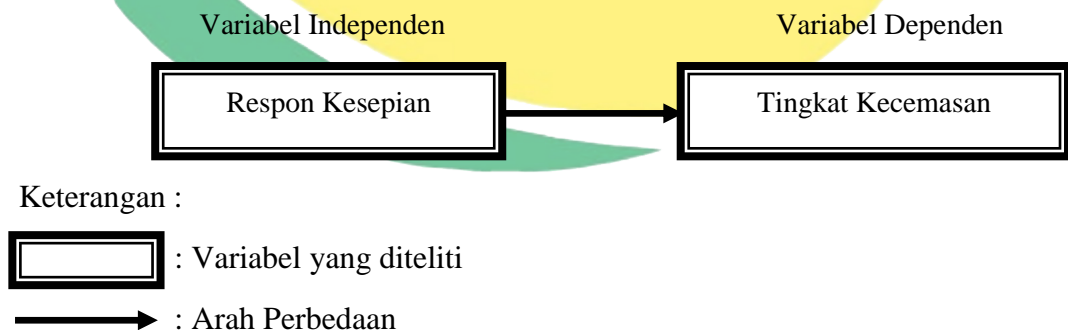 Variabel Independen Variabel Dependen
Respon Kesepian Tingkat Kecemasan
Keterangan :
: Variabel yang diteliti
: Arah Perbedaan